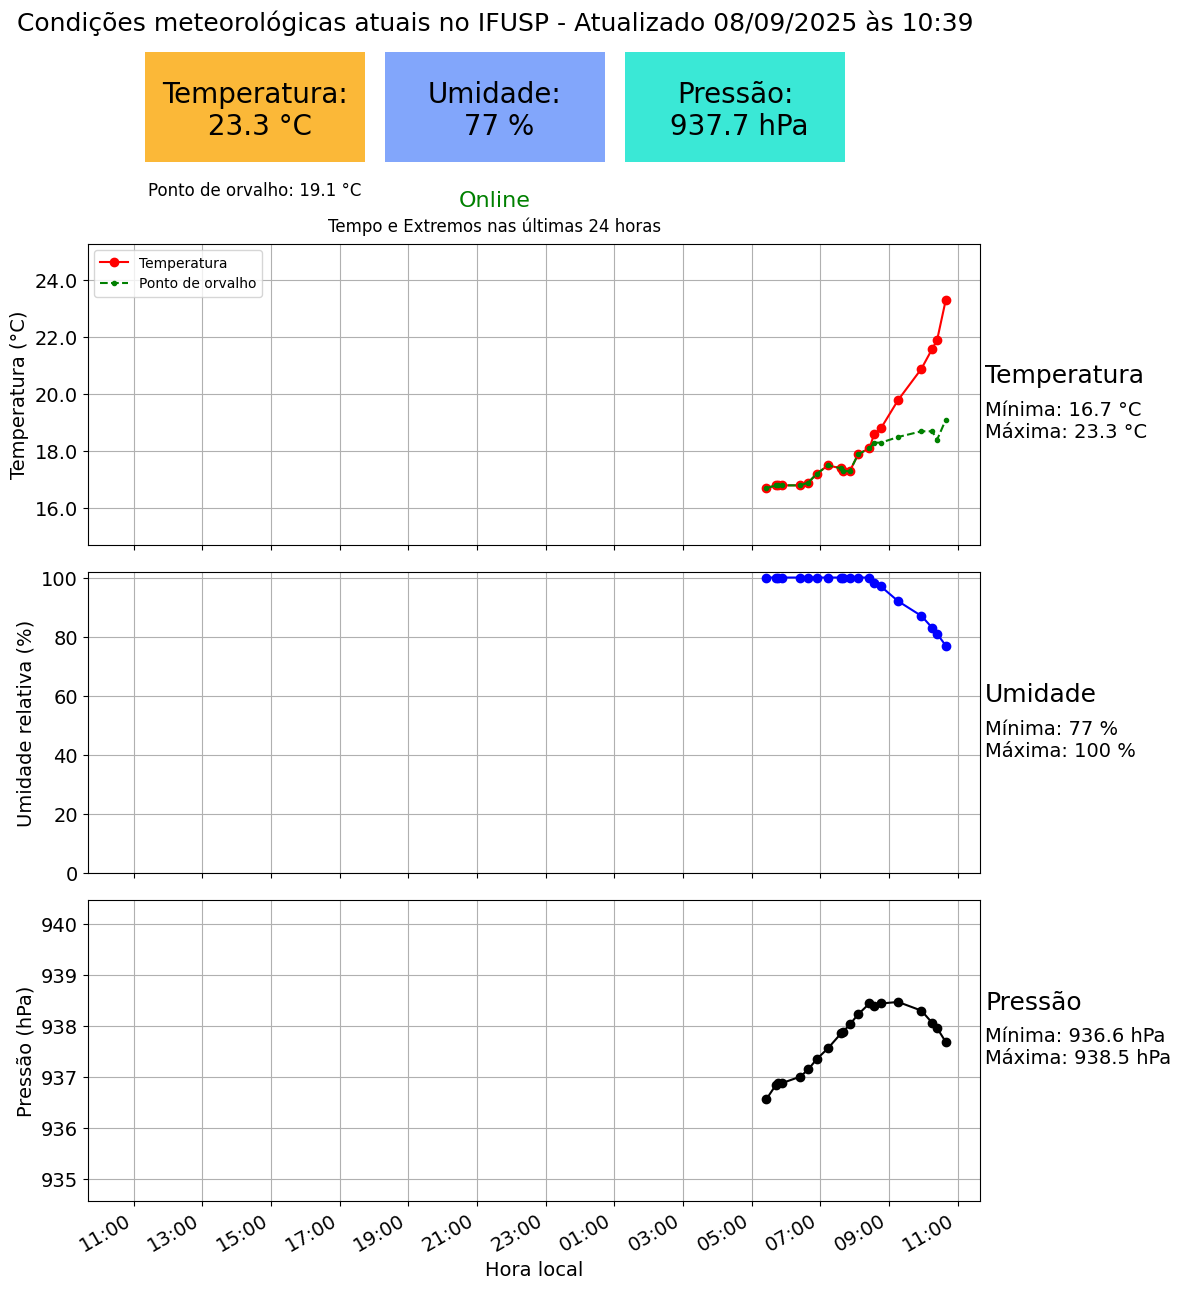 Condições meteorológicas atuais no IFUSP - Atualizado 08/09/2025 às 10:39
Temperatura:
23.3 °C
Umidade:
77 %
Pressão:
937.7 hPa
Ponto de orvalho: 19.1 °C
Online
Tempo e Extremos nas últimas 24 horas
Temperatura
Ponto de orvalho
Temperatura (°C)
24.0
22.0
20.0
18.0
16.0
Temperatura
Mínima: 16.7 °C
Máxima: 23.3 °C
Umidade relativa (%)
100
80
60
40
20
0
Umidade
Mínima: 77 %
Máxima: 100 %
Pressão (hPa)
940
939
938
937
936
935
Pressão
Mínima: 936.6 hPa
Máxima: 938.5 hPa
11:00
13:00
15:00
17:00
19:00
21:00
23:00
01:00
03:00
05:00
07:00
09:00
11:00
Hora local